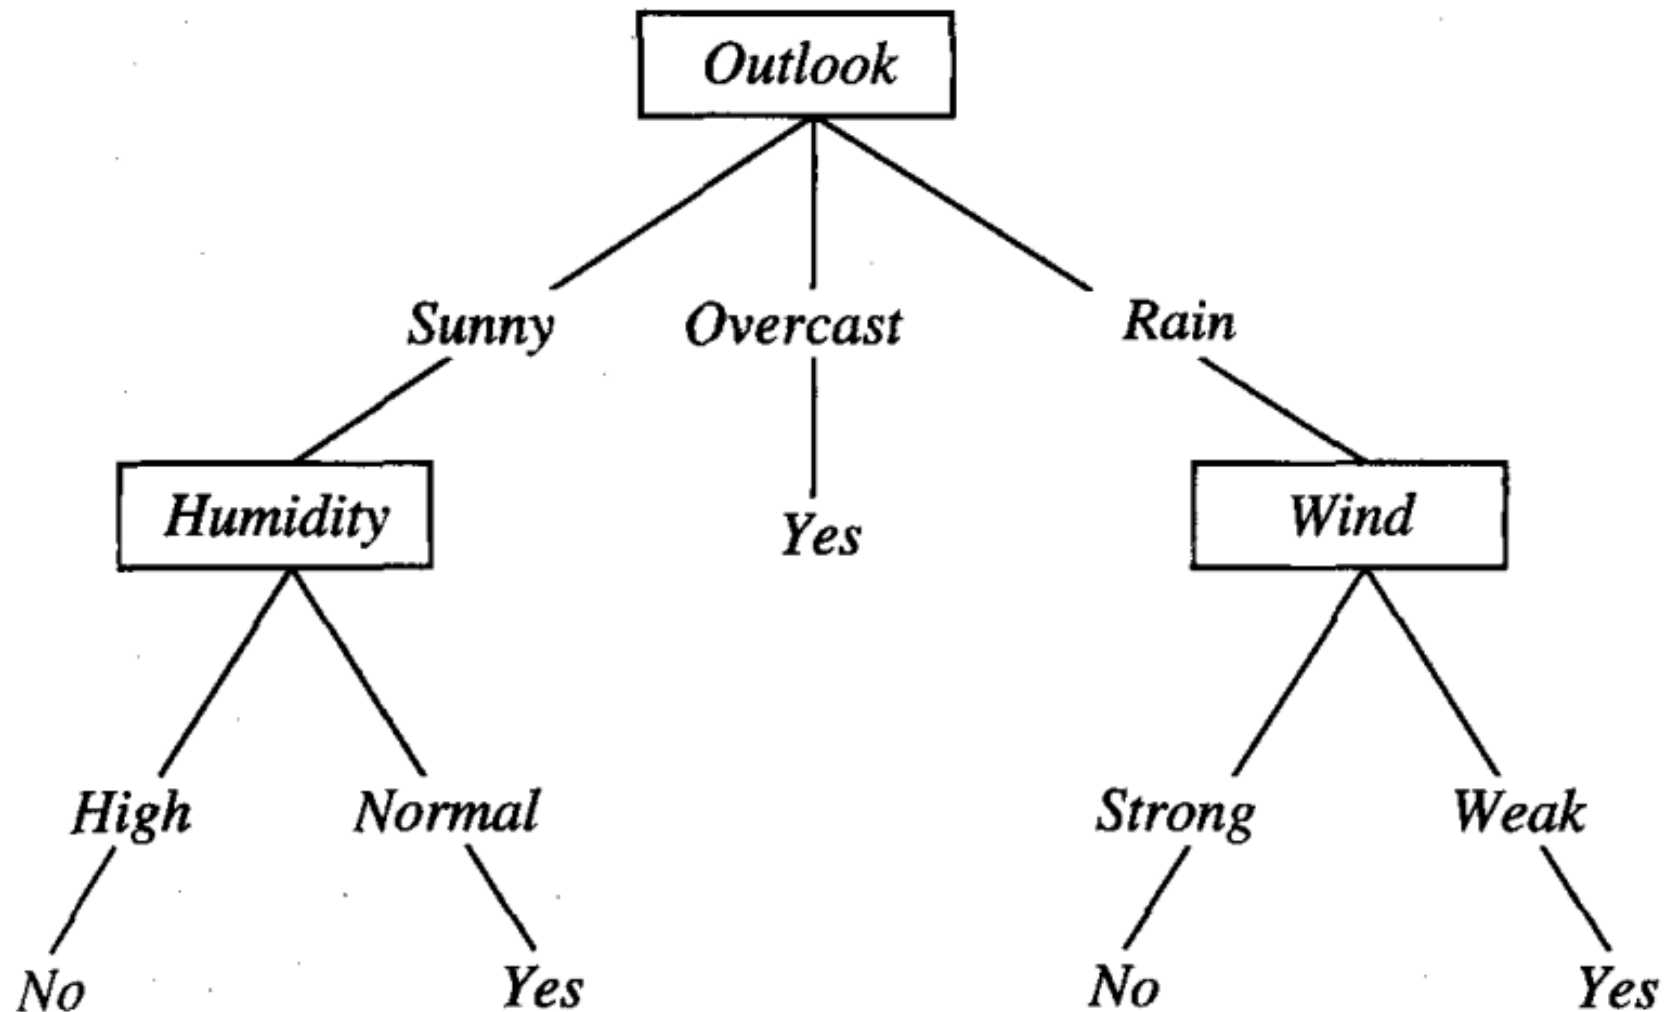 Outlook
Sunny Overcast Rain
Humidity Yes Wind
High Normal Strong Weak
No Yes No Yes